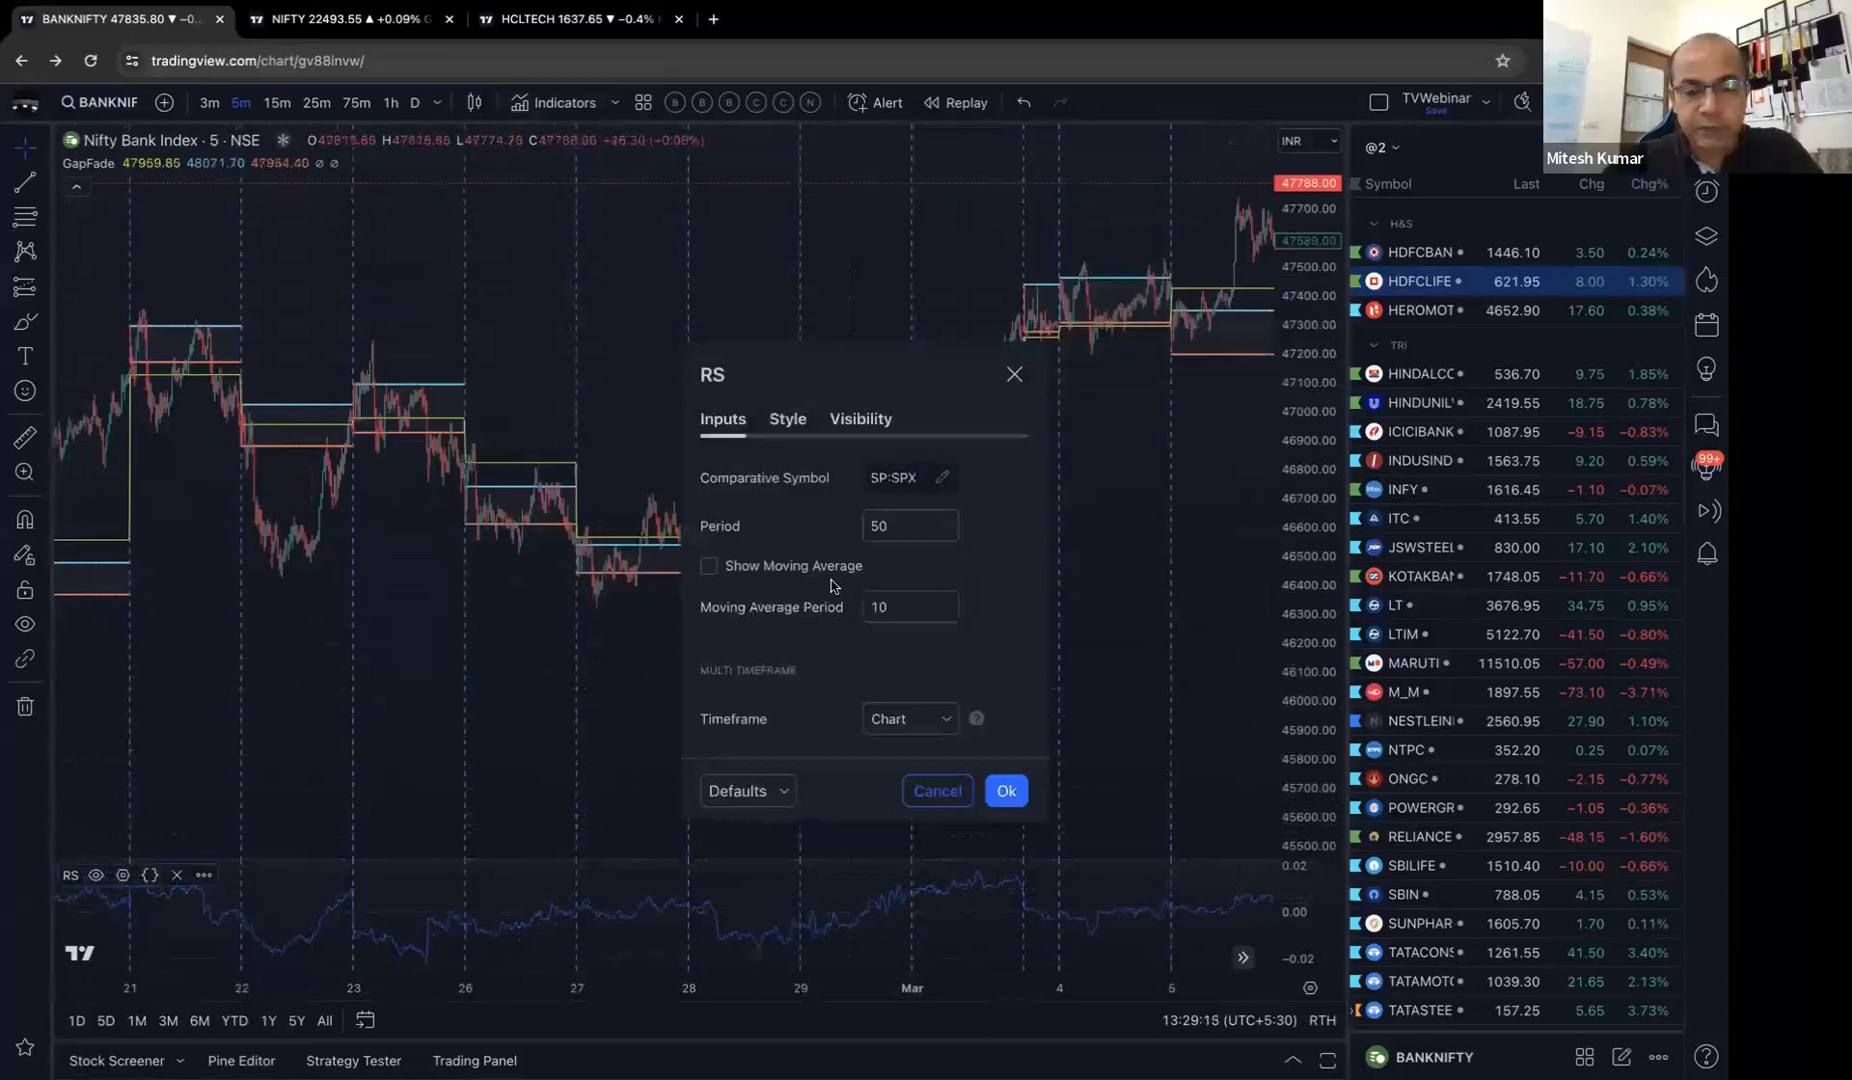 BANKNIFTY 47835.80 ▼ −0.
NIFTY 22493.55 ▲ +0.09%
HCLTECH 1637.65 ▼ −0.4%
tradingview.com/chart/gv88invw/
BANKNIF 3m 5m 15m 25m 75m 1h D Indicators B B B C C N Alert Replay TVWebinar
Save
Mitesh Kumar
Nifty Bank Index · 5 · NSE
GapFade 47959.85 48071.70 47954.40
INR
@2
Symbol Last Chg Chg%
H&S
HDFCBAN 1446.10 3.50 0.24%
HDFCLIFE 621.95 8.00 1.30%
HEROMOT 4652.90 17.60 0.38%
TRI
HINDALC 536.70 9.75 1.85%
HINDUNIL 2419.55 18.75 0.78%
ICICIBANK 1087.95 −9.15 −0.83%
INDUSIND 1563.75 9.20 0.59%
INFY 1616.45 −1.10 −0.07%
ITC 413.55 5.70 1.40%
JSWSTEEL 830.00 17.10 2.10%
KOTAKBAN 1748.05 −11.70 −0.66%
LT 3676.95 34.75 0.95%
LTIM 5122.70 −41.50 −0.80%
MARUTI 11510.05 −57.00 −0.49%
M_M 1897.55 −73.10 −3.71%
NESTLEIN 2560.95 27.90 1.10%
NTPC 352.20 0.25 0.07%
ONGC 278.10 −2.15 −0.77%
POWERGR 292.65 −1.05 −0.36%
RELIANCE 2957.85 −48.15 −1.60%
SBILIFE 1510.40 −10.00 −0.66%
SBIN 788.05 4.15 0.53%
SUNPHAR 1605.70 1.70 0.11%
TATACONS 1261.55 41.50 3.40%
TATAMOT 1039.30 21.65 2.13%
TATASTEE 157.25 5.65 3.73%
BANKNIFTY
99+
47788.00
47700.00
47589.00
47500.00
47400.00
47300.00
47200.00
47100.00
47000.00
46900.00
46800.00
46700.00
46600.00
46500.00
46400.00
46300.00
46200.00
46100.00
46000.00
45900.00
45800.00
45700.00
45600.00
45500.00
0.02
0.00
−0.02
RS
Inputs Style Visibility
Comparative Symbol SP:SPX
Period 50
Show Moving Average
Moving Average Period 10
MULTI TIMEFRAME
Timeframe Chart
Defaults Cancel Ok
RS
21 22 23 26 27 28 29 Mar 4 5
1D 5D 1M 3M 6M YTD 1Y 5Y All 13:29:15 (UTC+5:30) RTH
Stock Screener Pine Editor Strategy Tester Trading Panel